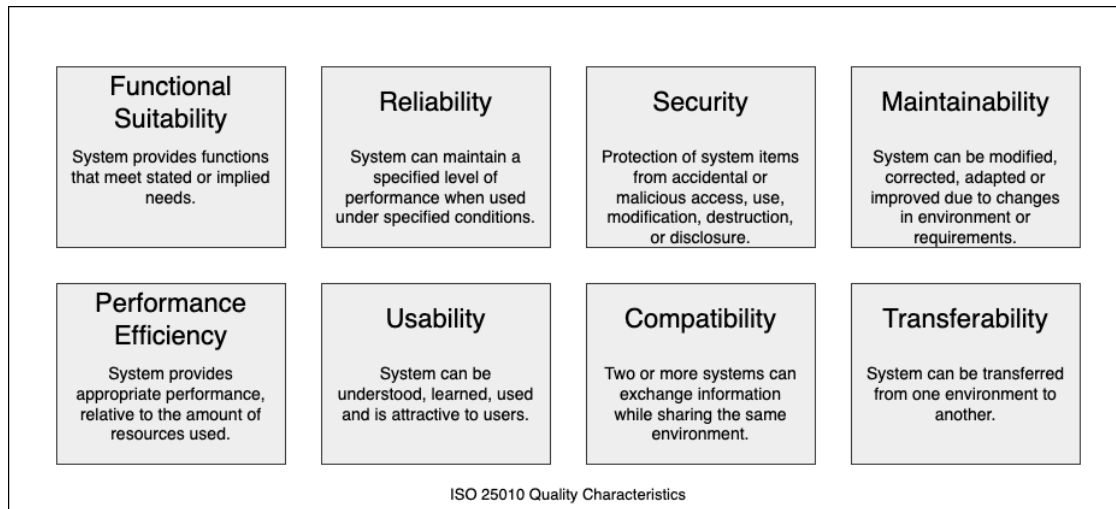 Functional
Suitability
System provides functions
that meet stated or implied
needs.
Reliability
System can maintain a
specified level of
performance when used
under specified conditions.
Security
Protection of system items
from accidental or
malicious access, use,
modification, destruction,
or disclosure.
Maintainability
System can be modified,
corrected, adapted or
improved due to changes
in environment or
requirements.
Performance
Efficiency
System provides
appropriate performance,
relative to the amount of
resources used.
Usability
System can be
understood, learned, used
and is attractive to users.
Compatibility
Two or more systems can
exchange information
while sharing the same
environment.
Transferability
System can be transferred
from one environment to
another.
ISO 25010 Quality Characteristics